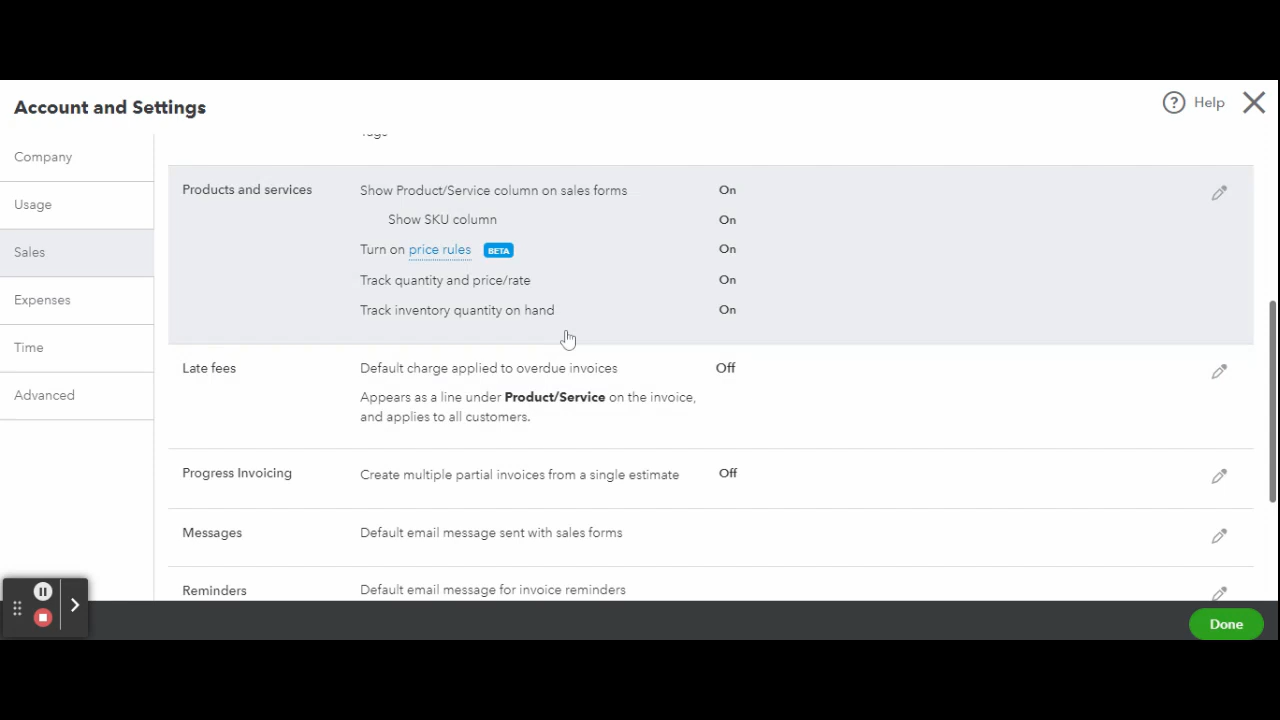 Account and Settings
? Help
Company
Usage
Sales
Expenses
Time
Advanced
Tags
Products and services
Show Product/Service column on sales forms On
Show SKU column On
Turn on price rules BETA On
Track quantity and price/rate On
Track inventory quantity on hand On
Late fees
Default charge applied to overdue invoices Off
Appears as a line under Product/Service on the invoice,
and applies to all customers.
Progress Invoicing
Create multiple partial invoices from a single estimate Off
Messages
Default email message sent with sales forms
Reminders
Default email message for invoice reminders
Done